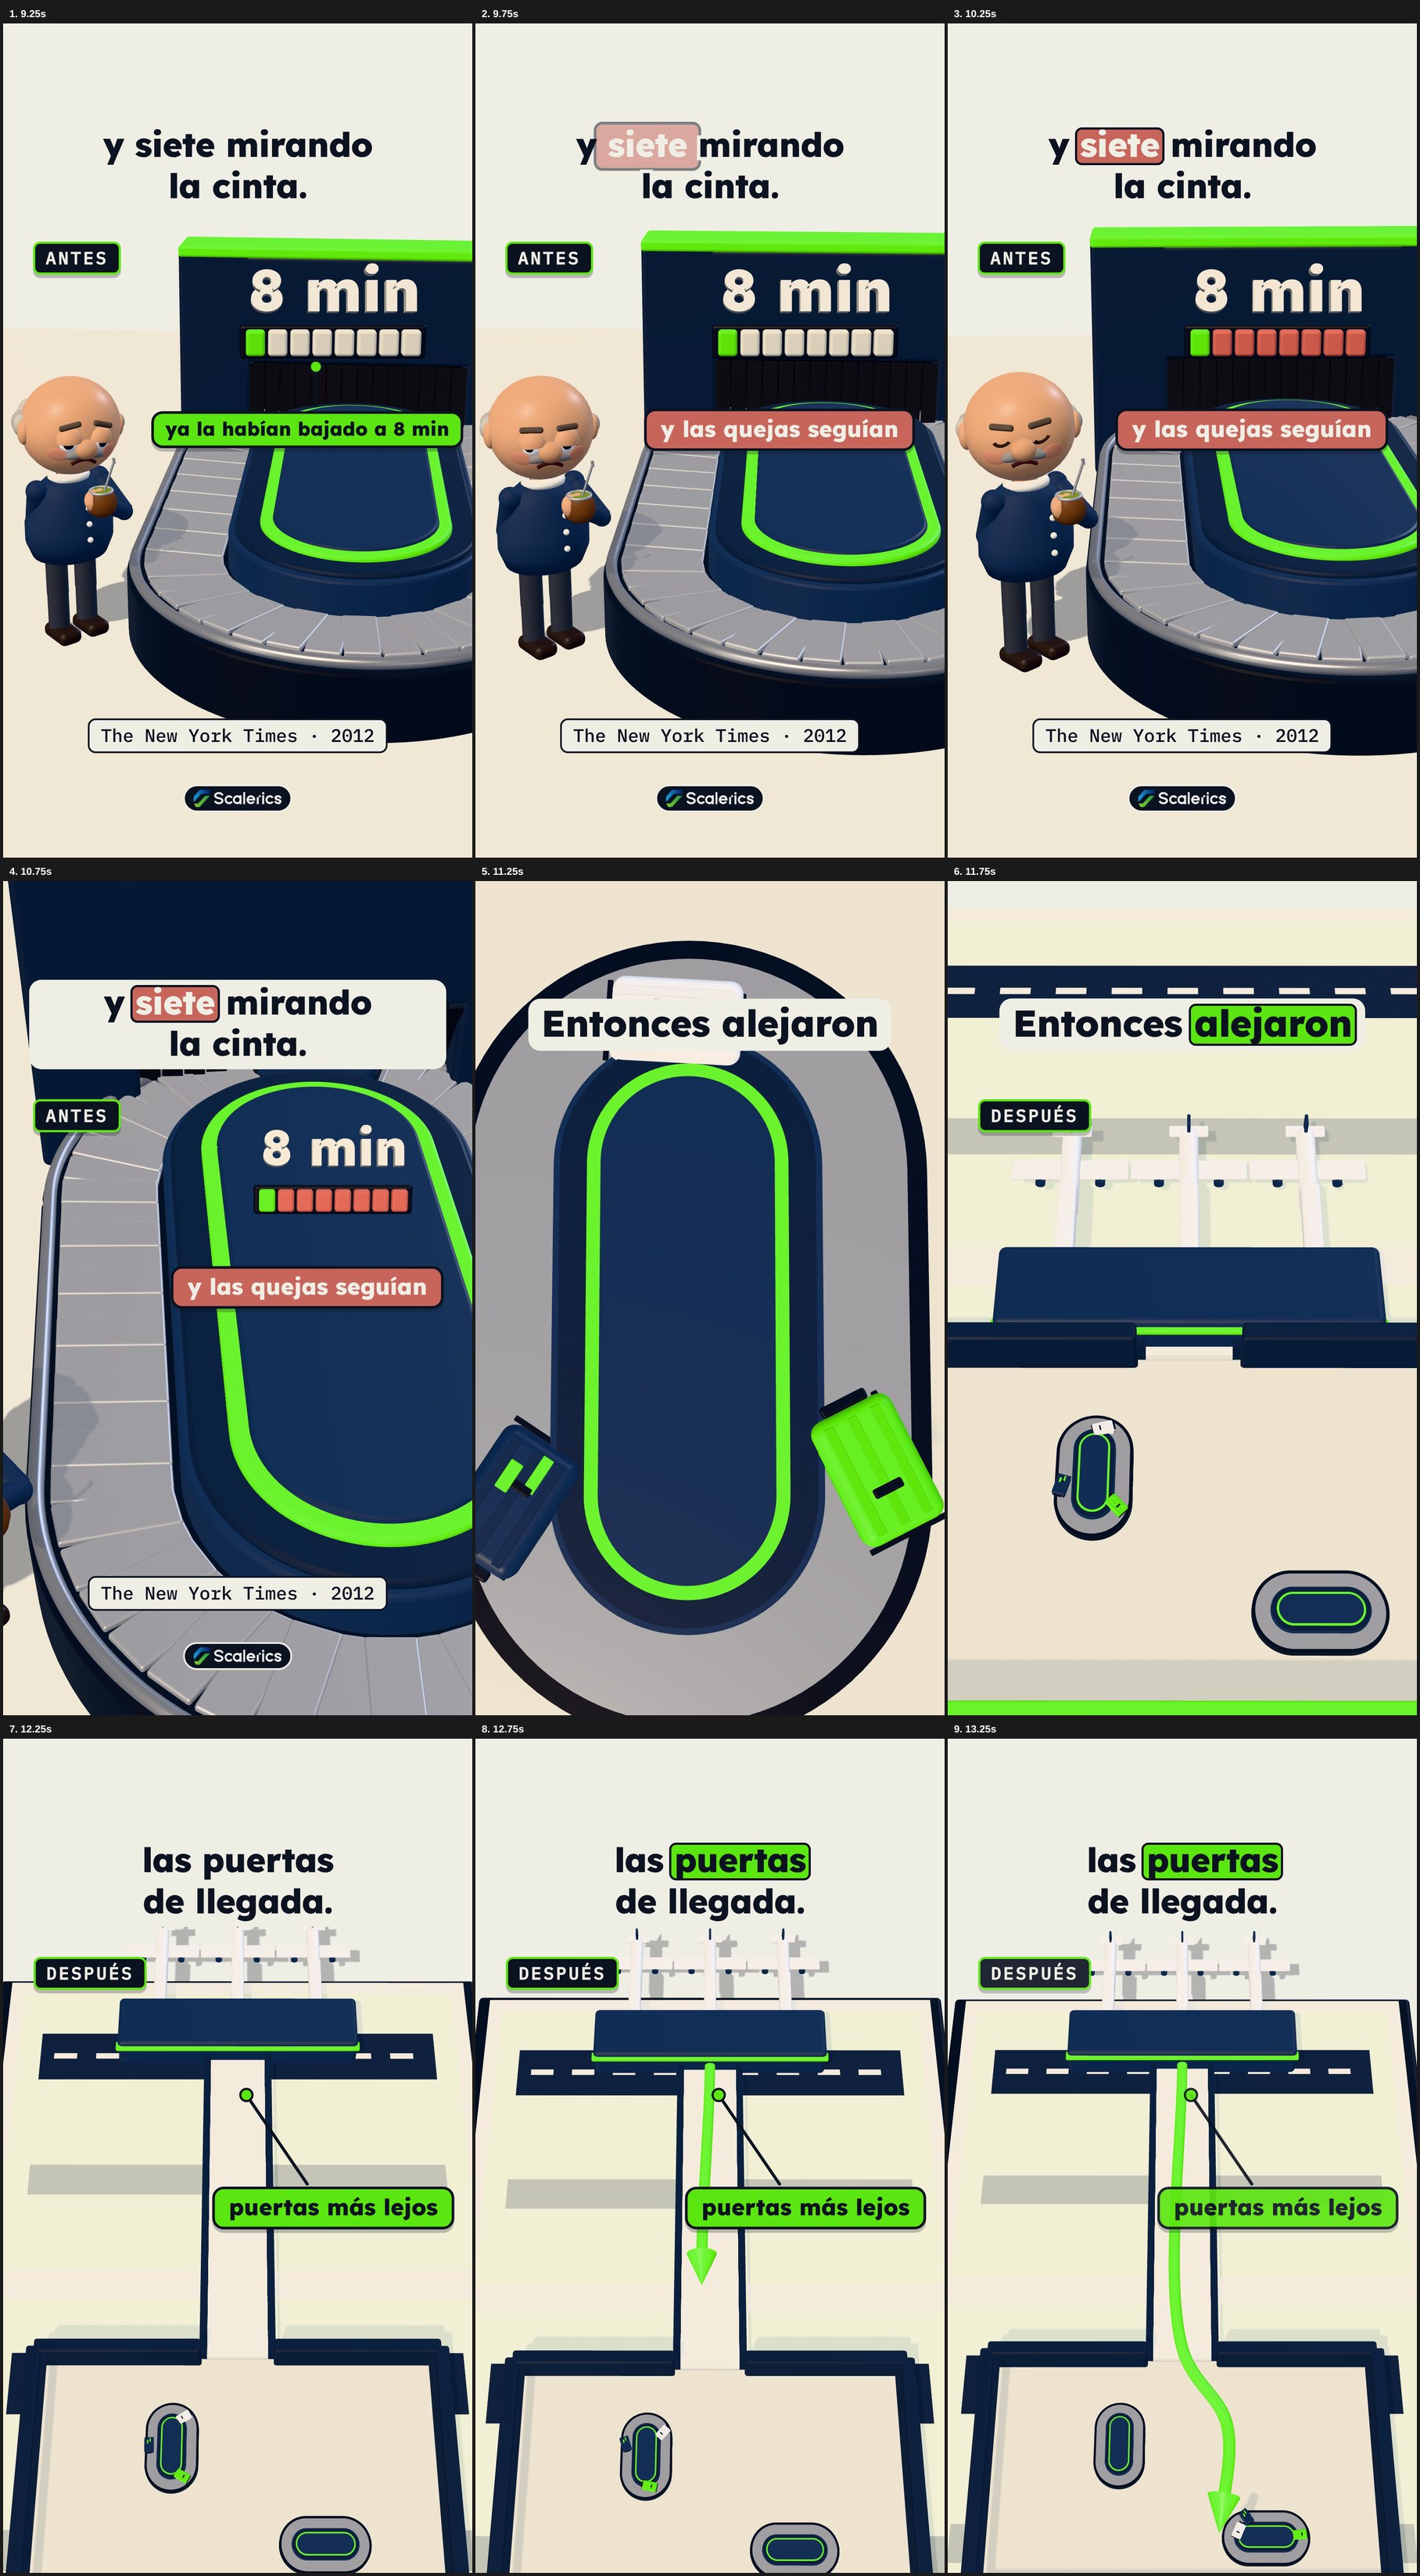 1. 9.25s
y siete mirando
la cinta.
ANTES
8 min
ya la habían bajado a 8 min
The New York Times · 2012
Scalerics
2. 9.75s
y siete mirando
la cinta.
ANTES
8 min
y las quejas seguían
The New York Times · 2012
Scalerics
3. 10.25s
y siete mirando
la cinta.
ANTES
8 min
y las quejas seguían
The New York Times · 2012
Scalerics
4. 10.75s
y siete mirando
la cinta.
ANTES
8 min
y las quejas seguían
The New York Times · 2012
Scalerics
5. 11.25s
Entonces alejaron
6. 11.75s
Entonces alejaron
DESPUÉS
7. 12.25s
las puertas
de llegada.
DESPUÉS
puertas más lejos
8. 12.75s
las puertas
de llegada.
DESPUÉS
puertas más lejos
9. 13.25s
las puertas
de llegada.
DESPUÉS
puertas más lejos